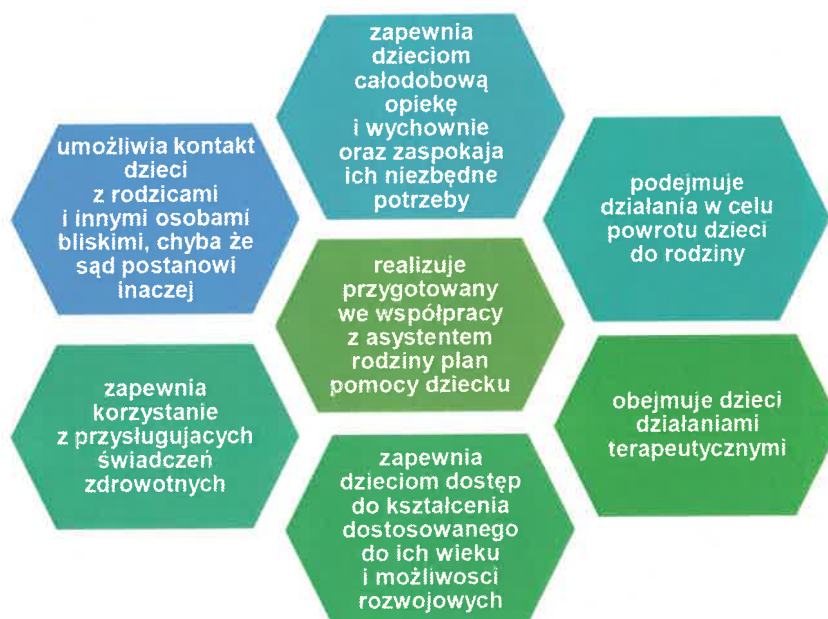 zapewnia
dzieciom
całodobową
opiekę
i wychownie
oraz zaspokaja
ich niezbędne
potrzeby
umożliwia kontakt
dzieci
z rodzicami
i innymi osobami
bliskimi, chyba że
sąd postanowi
inaczej
podejmuje
działania w celu
powrotu dzieci
do rodziny
realizuje
przygotowany
we współpracy
z asystentem
rodziny plan
pomocy dziecku
zapewnia
korzystanie
z przysługujacych
świadczeń
zdrowotnych
obejmuje dzieci
działaniami
terapeutycznymi
zapewnia
dzieciom dostęp
do kształcenia
dostosowanego
do ich wieku
i możliwosci
rozwojowych